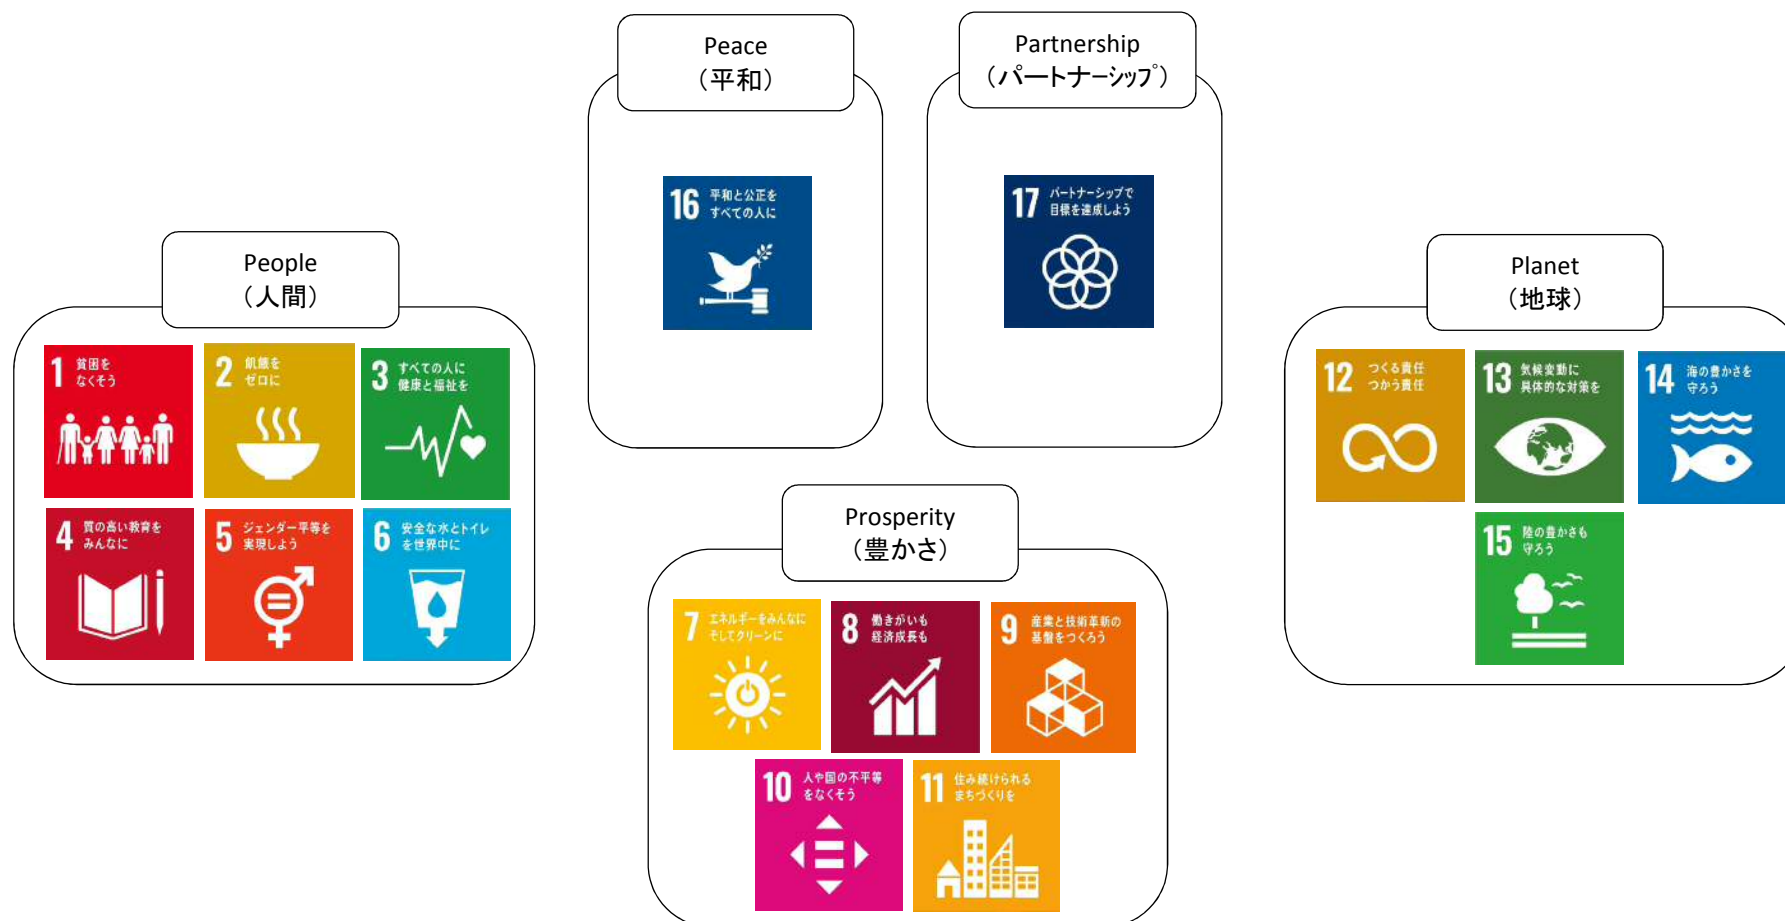 Peace
（平和）
Partnership
（パートナーシップ）
16 平和と公正を
すべての人に
17 パートナーシップで
目標を達成しよう
People
（人間）
1 貧困を
なくそう
2 飢餓を
ゼロに
3 すべての人に
健康と福祉を
4 質の高い教育を
みんなに
5 ジェンダー平等を
実現しよう
6 安全な水とトイレ
を世界中に
Prosperity
（豊かさ）
7 エネルギーをみんなに
そしてクリーンに
8 働きがいも
経済成長も
9 産業と技術革新の
基盤をつくろう
10 人や国の不平等
をなくそう
11 住み続けられる
まちづくりを
Planet
（地球）
12 つくる責任
つかう責任
13 気候変動に
具体的な対策を
14 海の豊かさを
守ろう
15 陸の豊かさも
守ろう